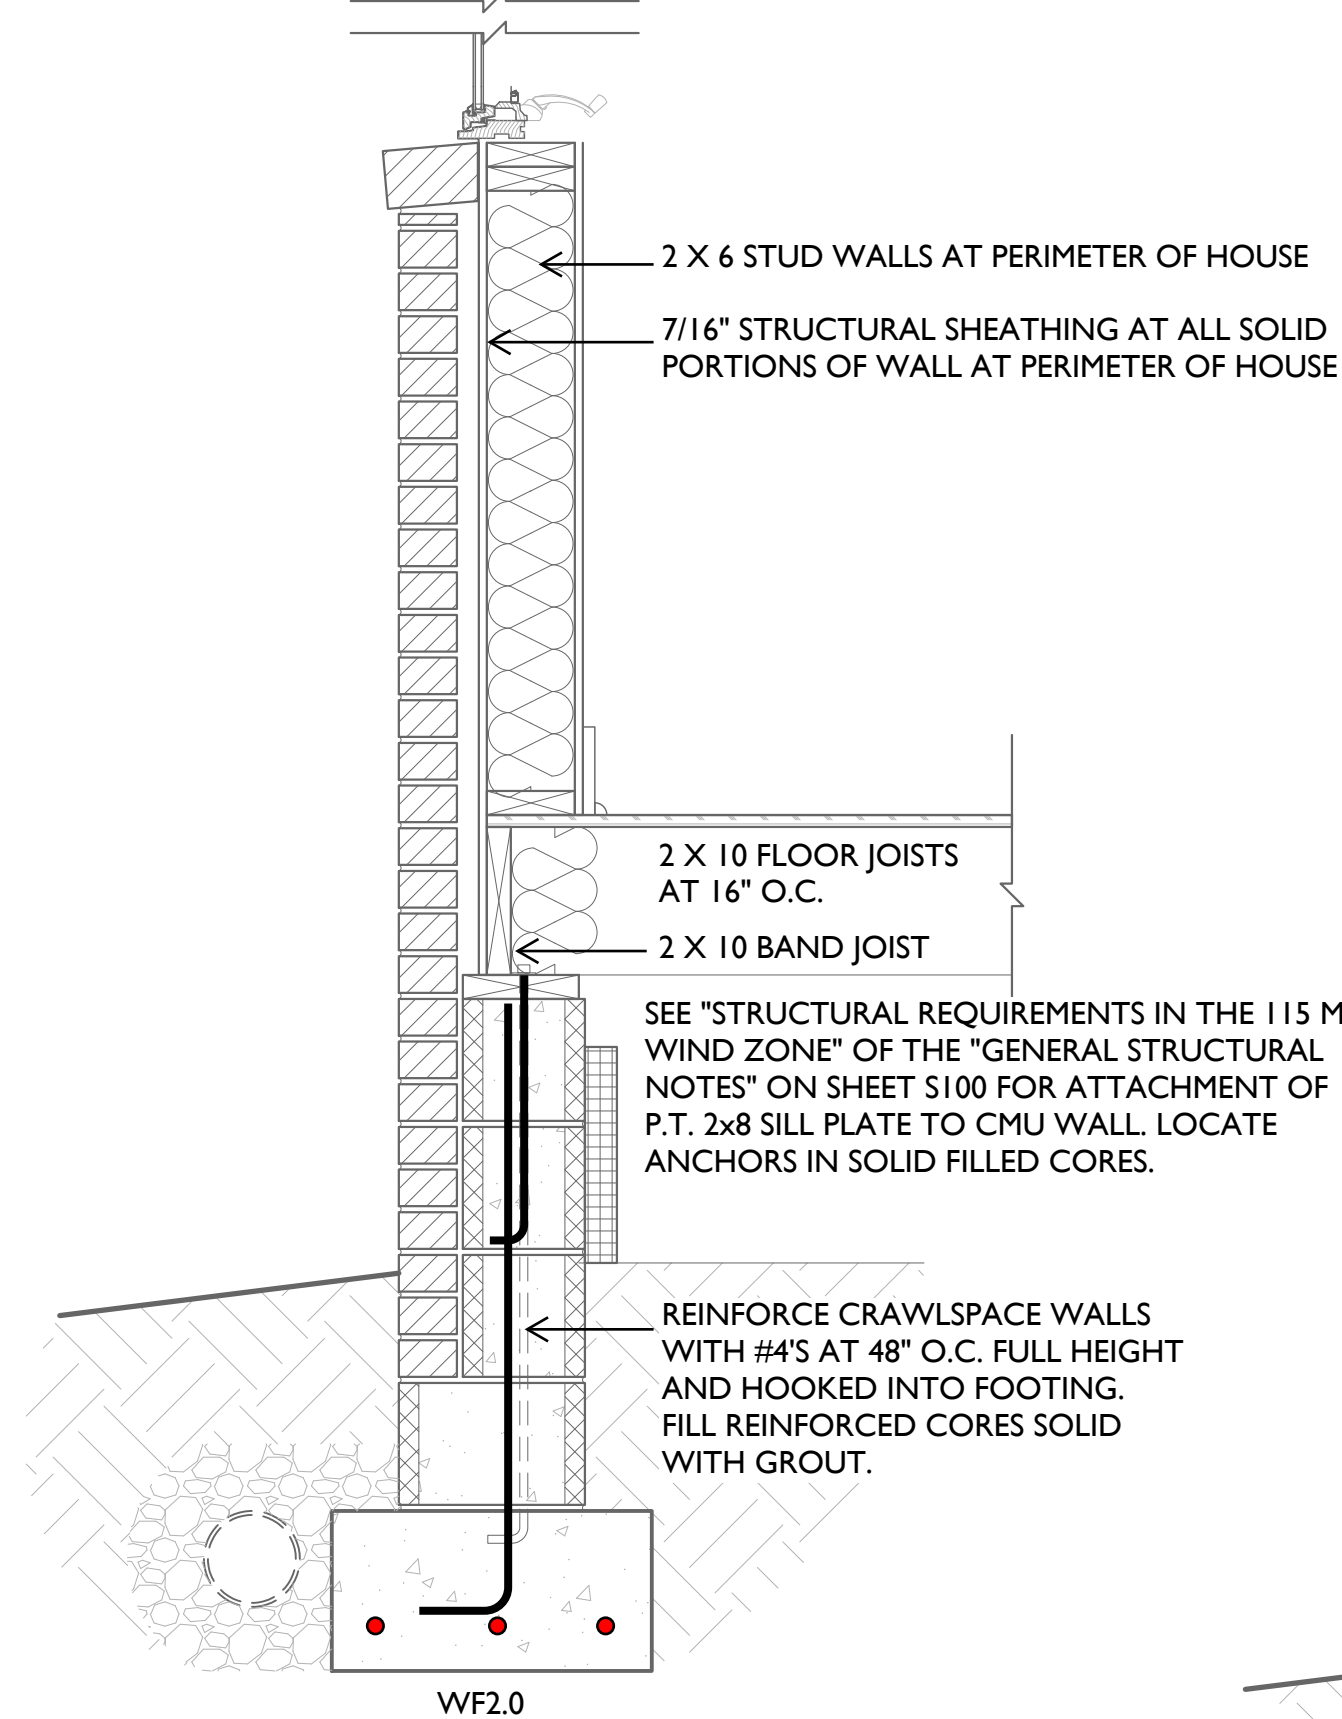 2 X 6 STUD WALLS AT PERIMETER OF HOUSE
7/16" STRUCTURAL SHEATHING AT ALL SOLID
PORTIONS OF WALL AT PERIMETER OF HOUSE
2 X 10 FLOOR JOISTS
AT 16" O.C.
2 X 10 BAND JOIST
SEE "STRUCTURAL REQUIREMENTS IN THE 115 M
WIND ZONE" OF THE "GENERAL STRUCTURAL
NOTES" ON SHEET S100 FOR ATTACHMENT OF
P.T. 2x8 SILL PLATE TO CMU WALL. LOCATE
ANCHORS IN SOLID FILLED CORES.
REINFORCE CRAWLSPACE WALLS
WITH #4'S AT 48" O.C. FULL HEIGHT
AND HOOKED INTO FOOTING.
FILL REINFORCED CORES SOLID
WITH GROUT.
WF2.0